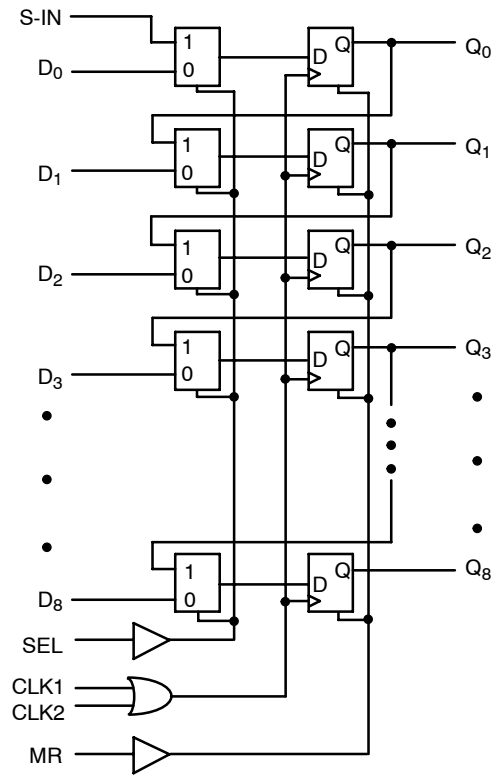 S-IN
1
D Q
Q0
D0
0
1
D Q
Q1
D1
0
1
D Q
Q2
D2
0
1
D Q
Q3
D3
0
1
D Q
Q8
D8
0
SEL
CLK1
CLK2
MR